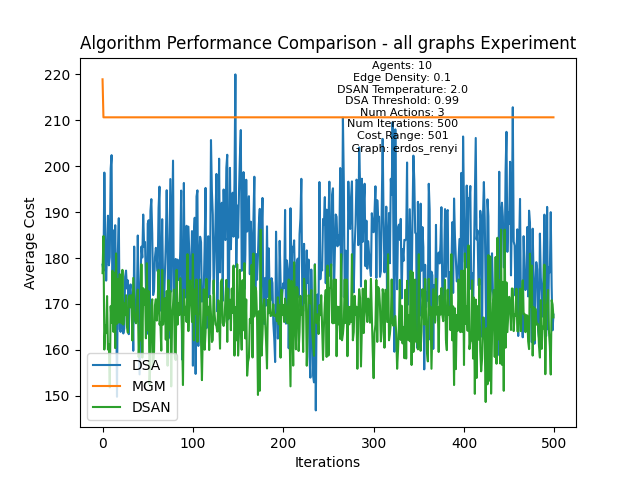 Algorithm Performance Comparison - all graphs Experiment
Agents: 10
Edge Density: 0.1
DSAN Temperature: 2.0
DSA Threshold: 0.99
Num Actions: 3
Num Iterations: 500
Cost Range: 501
Graph: erdos_renyi
220
210
200
190
180
170
160
150
Average Cost
DSA
MGM
DSAN
0
100
200
300
400
500
Iterations